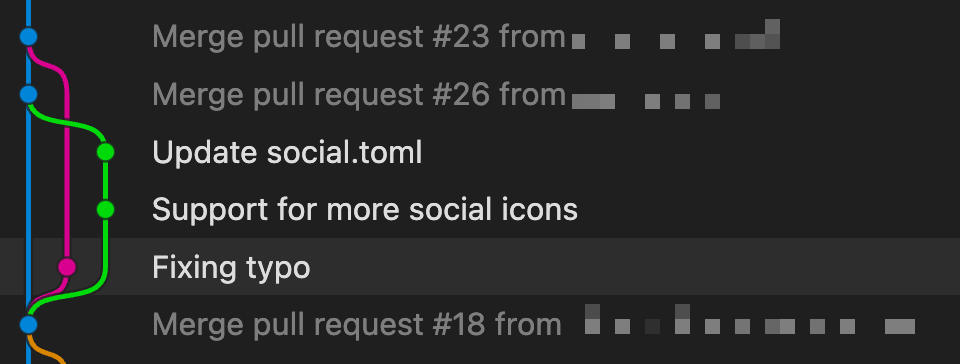 Merge pull request #23 from
Merge pull request #26 from
Update social.toml
Support for more social icons
Fixing typo
Merge pull request #18 from